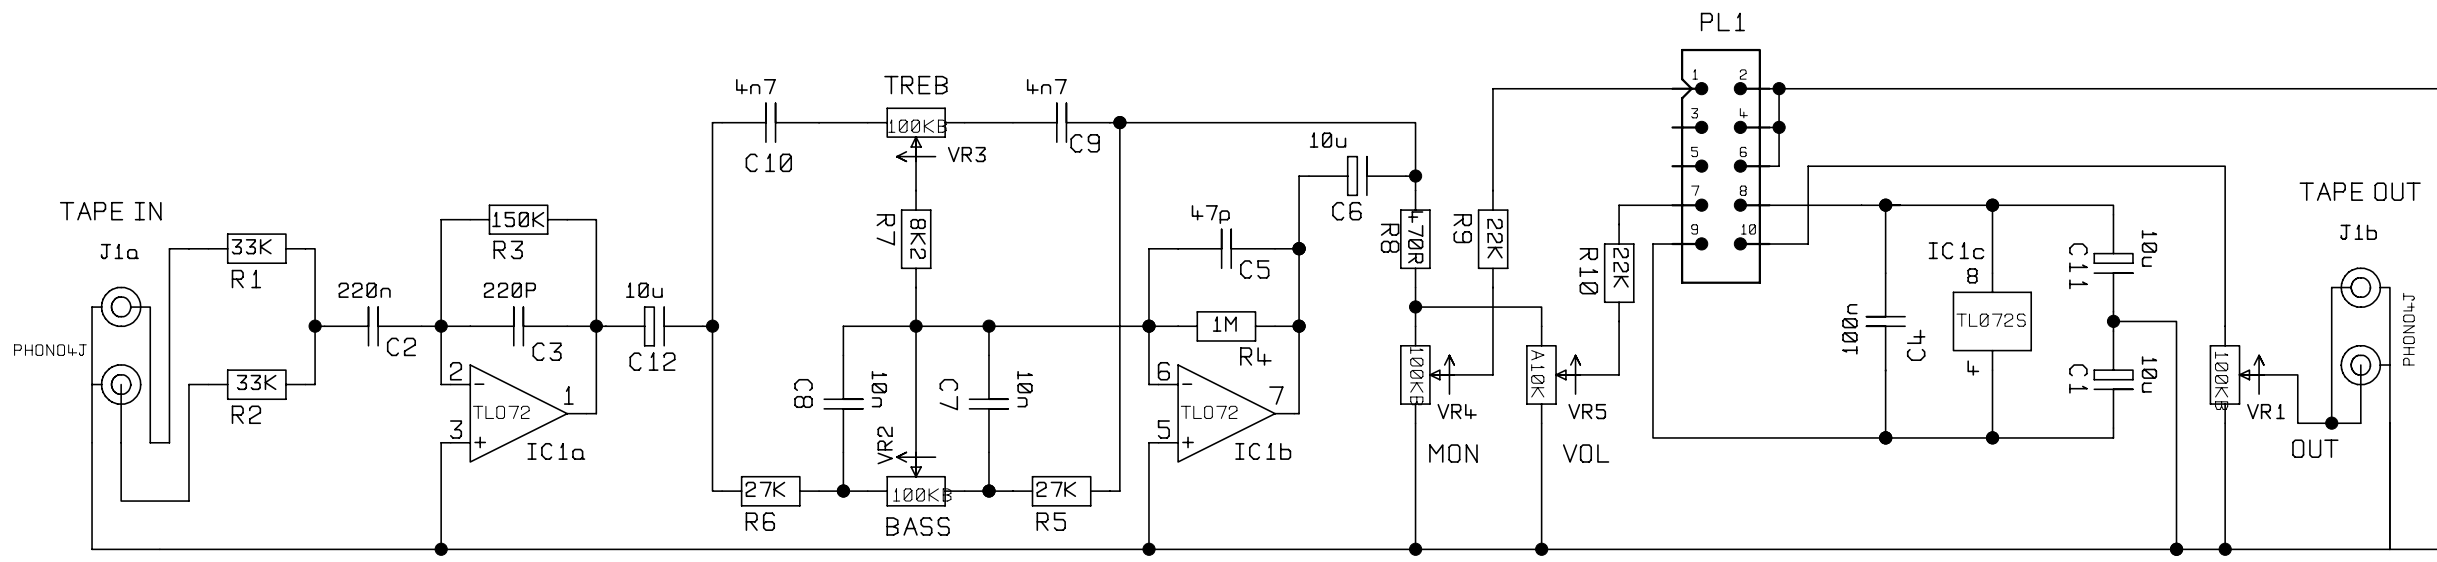 PL1
1 2
3 4
5 6
7 8
9 10
TAPE IN
J1a
PHONO4J
33K
R1
33K
R2
220n
C2
150K
R3
220P
C3
2
3
1
TL072
IC1a
10u
C12
4n7
C10
TREB
100KB
VR3
4n7
C9
R7
8K2
C8
10n
C7
10n
VR2
27K
R6
100KB
BASS
27K
R5
47p
C5
1M
R4
6
5
7
TL072
IC1b
10u
C6
R8
470R
R9
22K
R10
22K
100KB
VR4
MON
A10K
VR5
VOL
100n
C4
IC1c
8
TL072S
4
C11
10u
C1
10u
100KB
VR1
OUT
TAPE OUT
J1b
PHONO4J